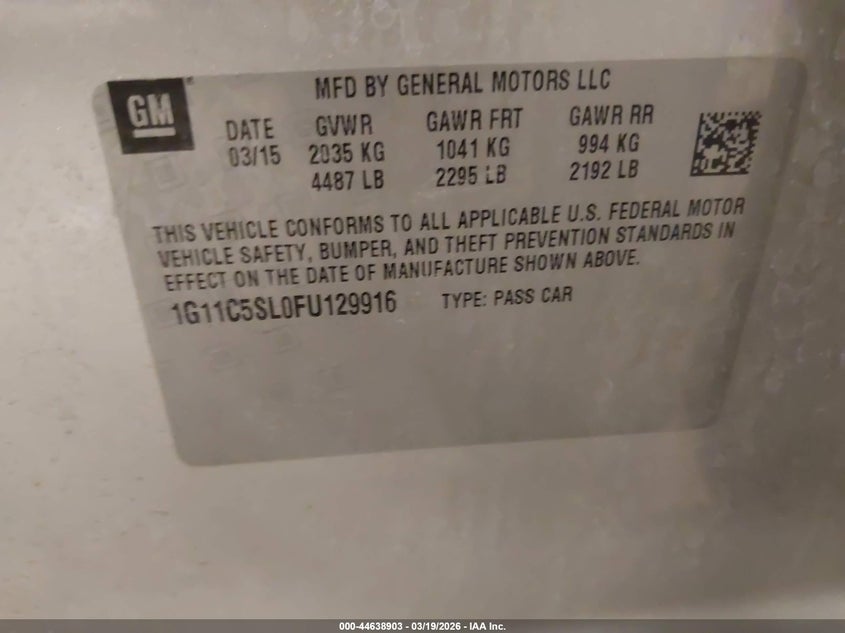 GM
MFD BY GENERAL MOTORS LLC
DATE GVWR GAWR FRT GAWR RR
03/15 2035 KG 1041 KG 994 KG
4487 LB 2295 LB 2192 LB
THIS VEHICLE CONFORMS TO ALL APPLICABLE U.S. FEDERAL MOTOR
VEHICLE SAFETY, BUMPER, AND THEFT PREVENTION STANDARDS IN
EFFECT ON THE DATE OF MANUFACTURE SHOWN ABOVE.
1G11C5SL0FU129916 TYPE: PASS CAR
000-44638903 - 03/19/2026 - IAA Inc.